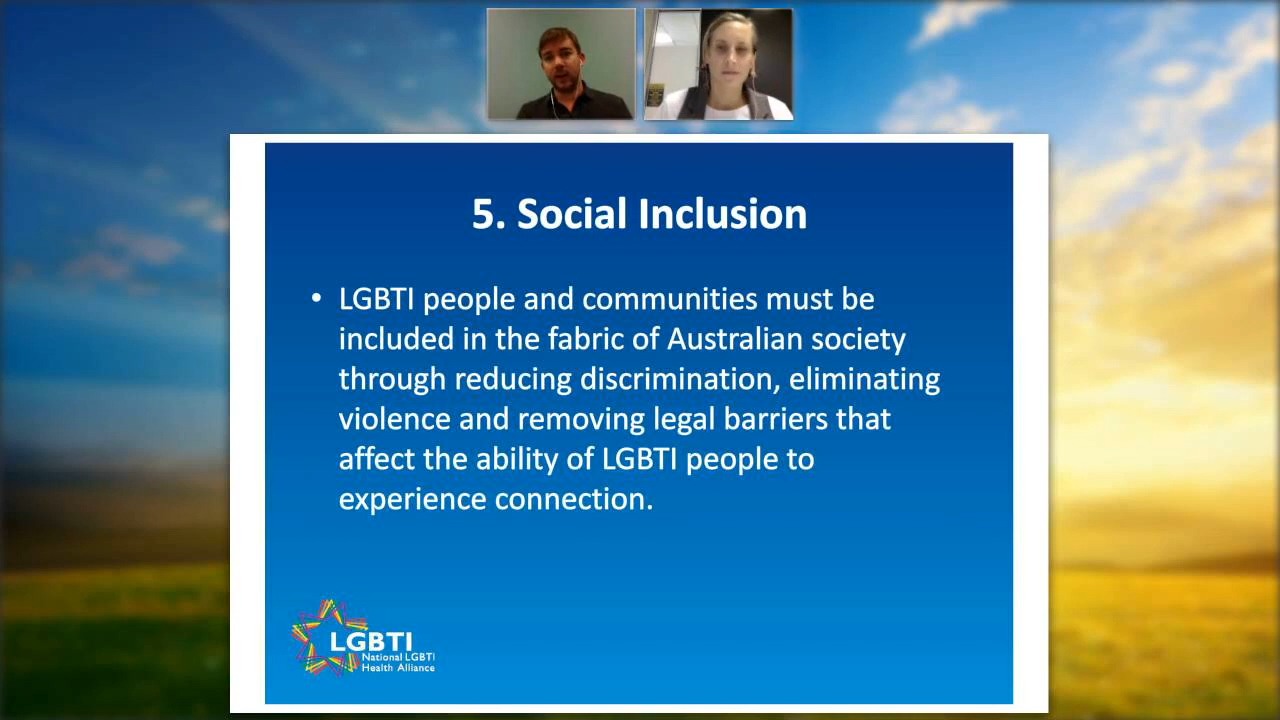 5. Social Inclusion
• LGBTI people and communities must be
included in the fabric of Australian society
through reducing discrimination, eliminating
violence and removing legal barriers that
affect the ability of LGBTI people to
experience connection.
LGBTI
National LGBTI
Health Alliance